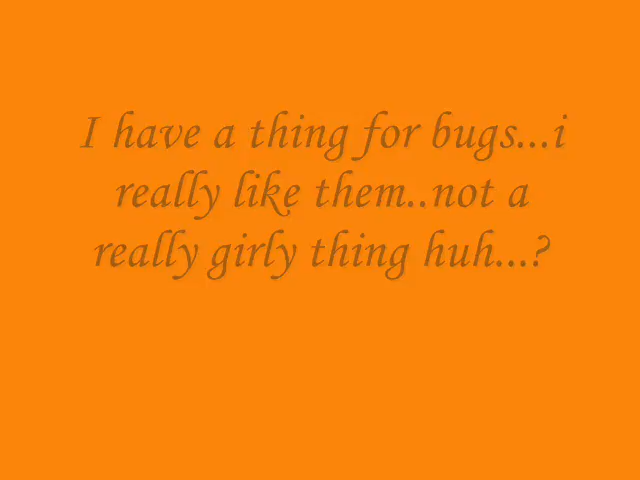 I have a thing for bugs...i
really like them..not a
really girly thing huh...?